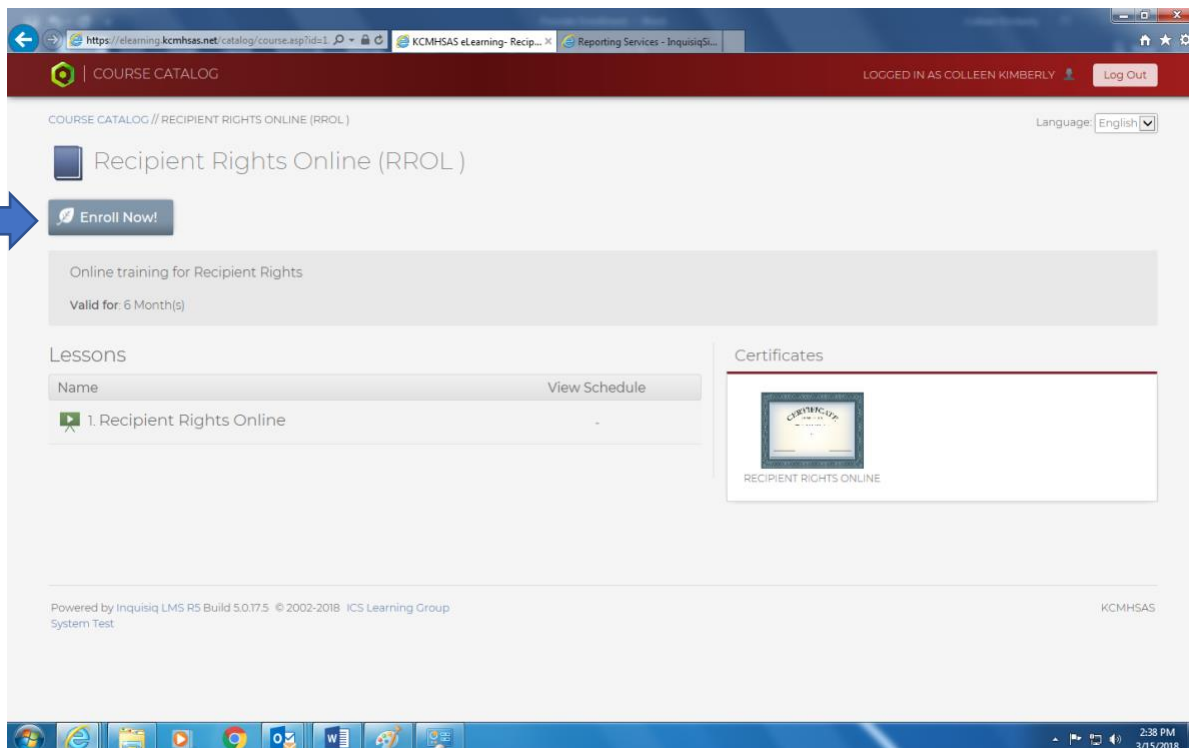 https://elearning.kcmhsas.net/catalog/course.asp?id=1
KCMHSAS eLearning- Recip...
Reporting Services - InquisiqSi...
COURSE CATALOG
LOGGED IN AS COLLEEN KIMBERLY
Log Out
COURSE CATALOG // RECIPIENT RIGHTS ONLINE (RROL )
Language: English
Recipient Rights Online (RROL )
Enroll Now!
Online training for Recipient Rights
Valid for: 6 Month(s)
Lessons
Certificates
Name
View Schedule
1. Recipient Rights Online
-
CERTIFICATE
RECIPIENT RIGHTS ONLINE
Powered by Inquisiq LMS R5 Build 5.0.17.5 © 2002-2018 ICS Learning Group
KCMHSAS
System Test
2:38 PM
3/15/2018